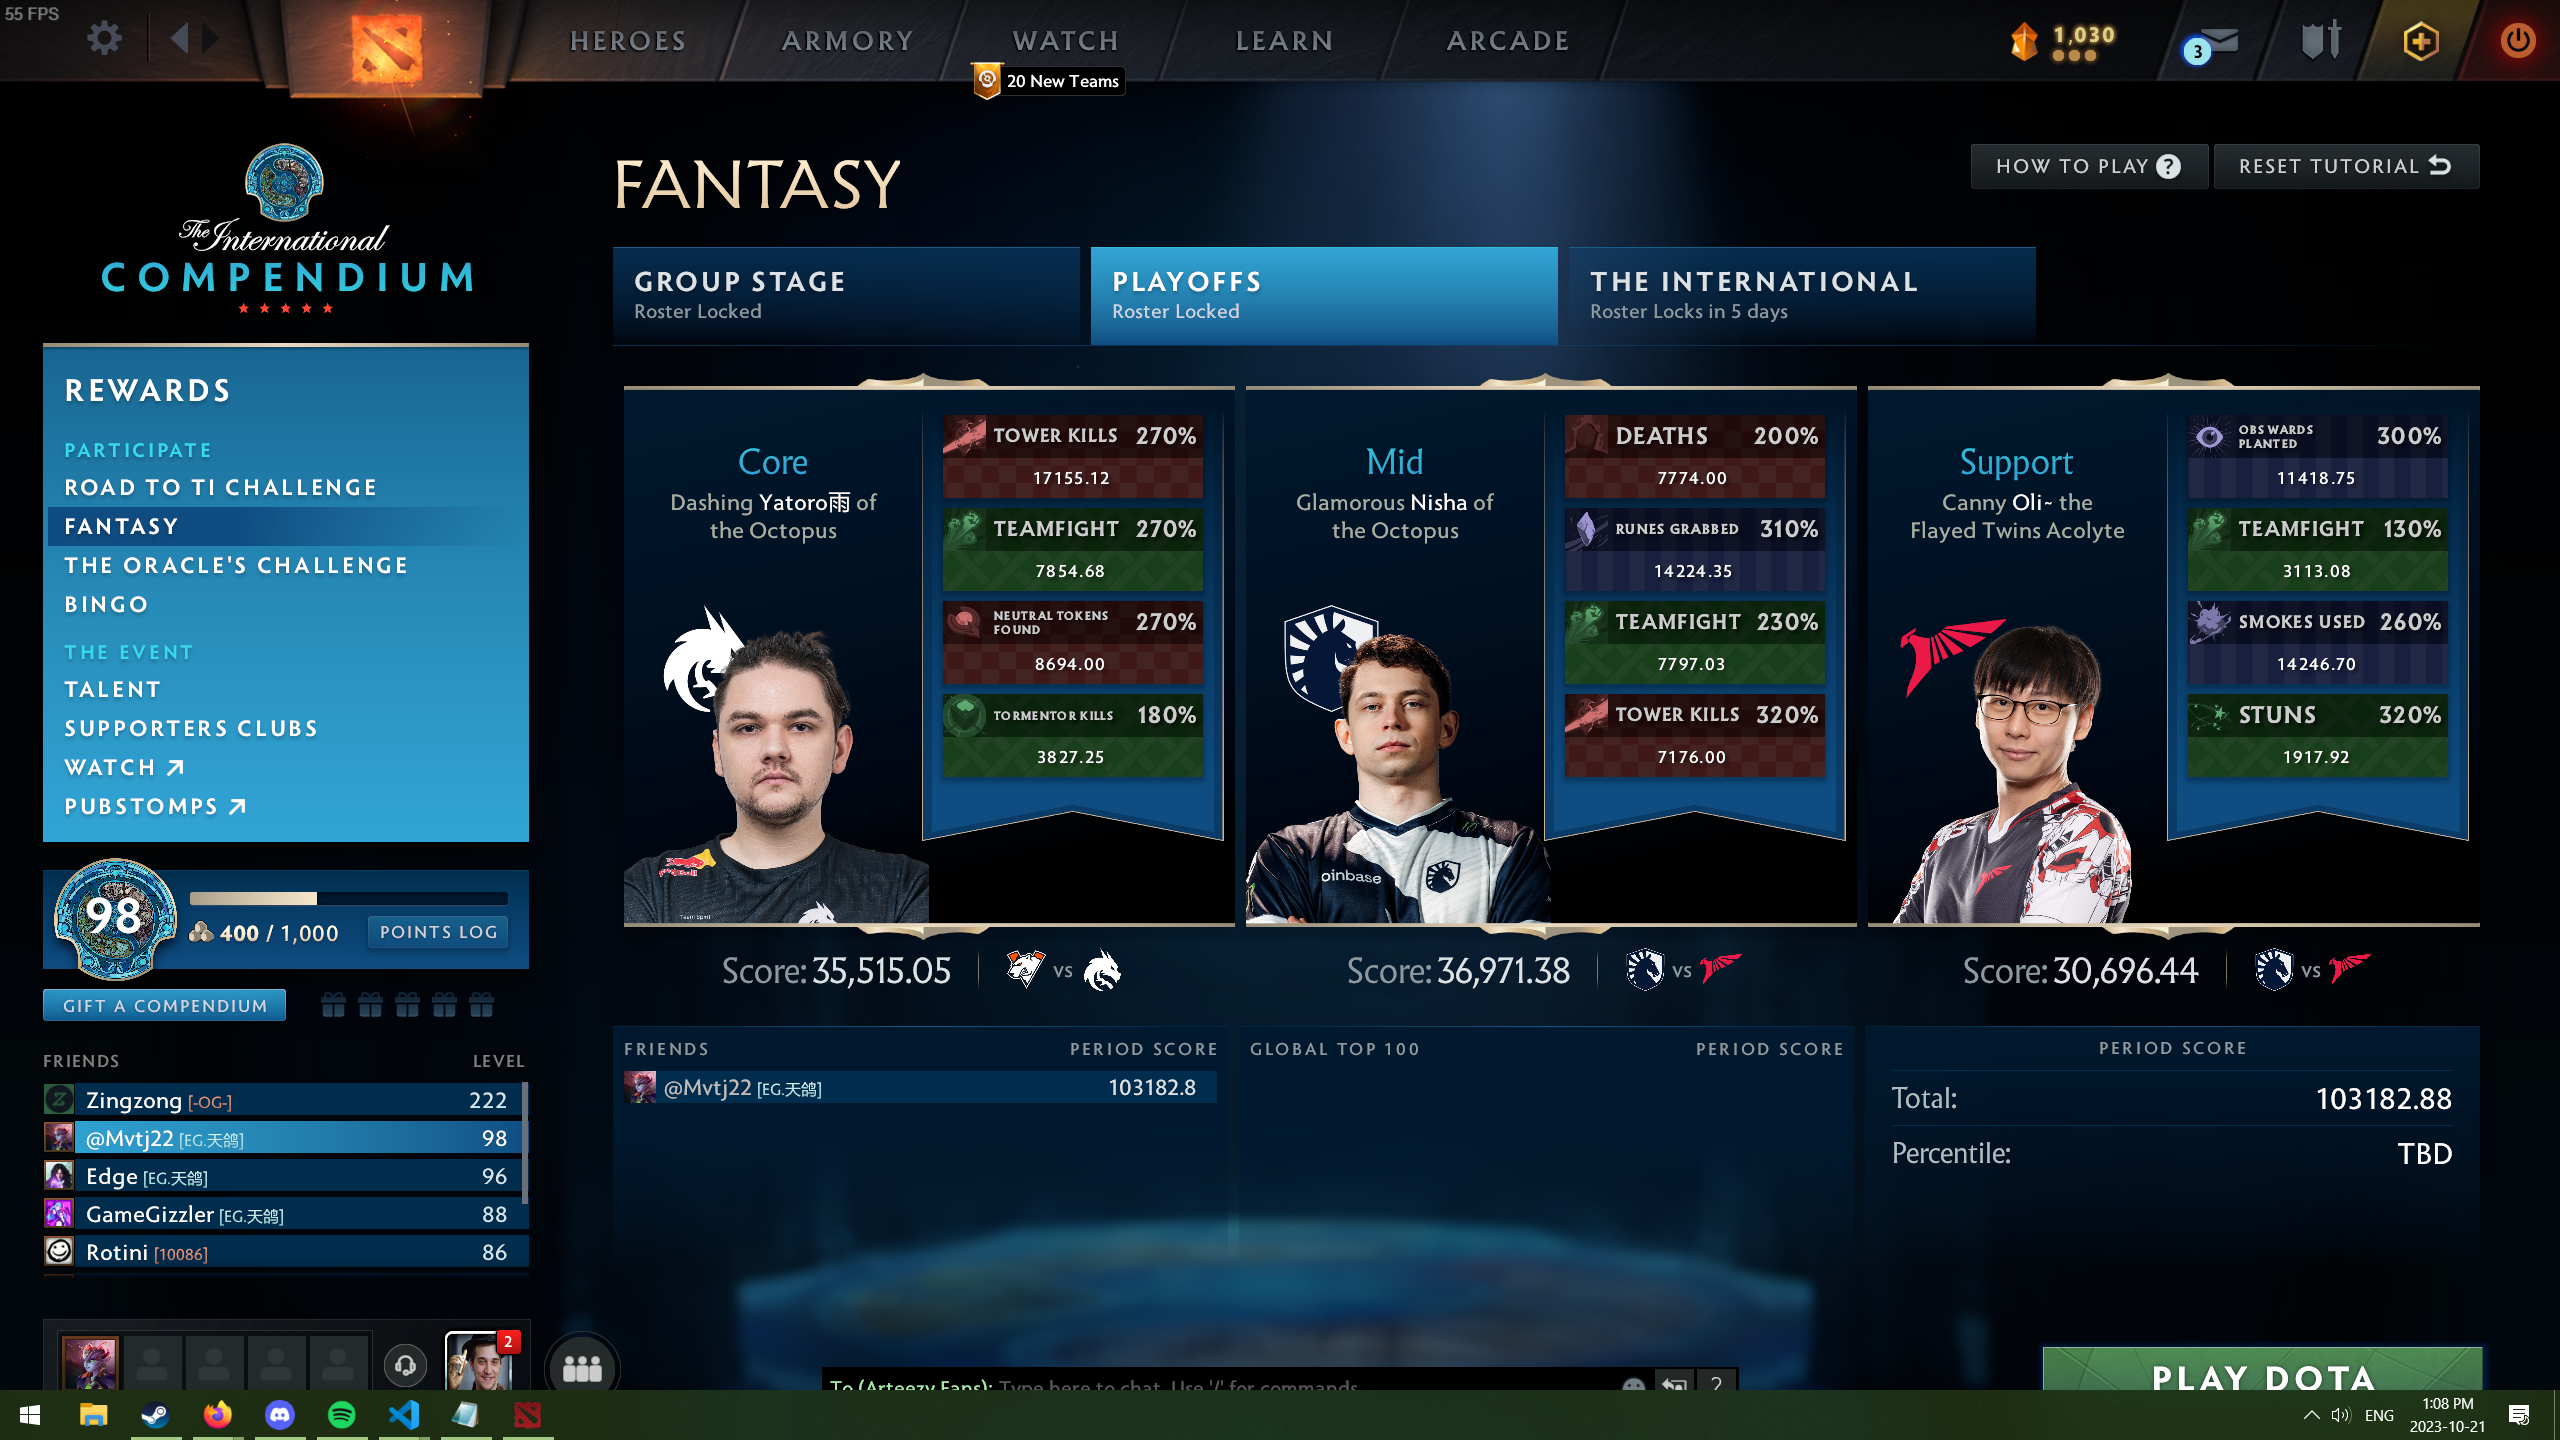 55 FPS
HEROES
ARMORY
WATCH
LEARN
ARCADE
1,030
3
20 New Teams
The International
COMPENDIUM
FANTASY
HOW TO PLAY ?
RESET TUTORIAL
GROUP STAGE
Roster Locked
PLAYOFFS
Roster Locked
THE INTERNATIONAL
Roster Locks in 5 days
REWARDS
PARTICIPATE
ROAD TO TI CHALLENGE
FANTASY
THE ORACLE'S CHALLENGE
BINGO
THE EVENT
TALENT
SUPPORTERS CLUBS
WATCH
PUBSTOMPS
98
400 / 1,000
POINTS LOG
GIFT A COMPENDIUM
FRIENDS LEVEL
Zingzong [-OG-] 222
@Mvtj22 [EG.天鸽] 98
Edge [EG.天鸽] 96
GameGizzler [EG.天鸽] 88
Rotini [10086] 86
Core
Dashing Yatoro雨 of
the Octopus
TOWER KILLS 270%
17155.12
TEAMFIGHT 270%
7854.68
NEUTRAL TOKENS
FOUND
270%
8694.00
TORMENTOR KILLS 180%
3827.25
Red Bull
Team Spirit
Score: 35,515.05
vs
Mid
Glamorous Nisha of
the Octopus
DEATHS 200%
7774.00
RUNES GRABBED 310%
14224.35
TEAMFIGHT 230%
7797.03
TOWER KILLS 320%
7176.00
oinbase
Score: 36,971.38
vs
Support
Canny Oli~ the
Flayed Twins Acolyte
OBS WARDS
PLANTED
300%
11418.75
TEAMFIGHT 130%
3113.08
SMOKES USED 260%
14246.70
STUNS 320%
1917.92
Score: 30,696.44
vs
FRIENDS PERIOD SCORE
@Mvtj22 [EG.天鸽] 103182.8
GLOBAL TOP 100 PERIOD SCORE
PERIOD SCORE
Total: 103182.88
Percentile: TBD
2
To (Arteezy Fans): Type here to chat. Use '/' for commands.
?
PLAY DOTA
ENG
1:08 PM
2023-10-21